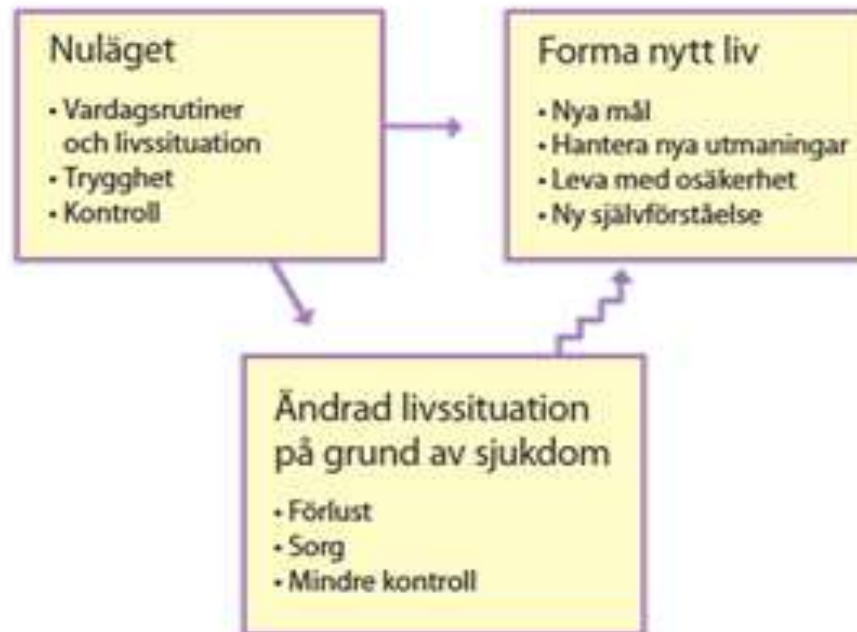 Nuläget
• Vardagsrutiner
och livssituation
• Trygghet
• Kontroll
Forma nytt liv
• Nya mål
• Hantera nya utmaningar
• Leva med osäkerhet
• Ny självförståelse
Ändrad livssituation
på grund av sjukdom
• Förlust
• Sorg
• Mindre kontroll